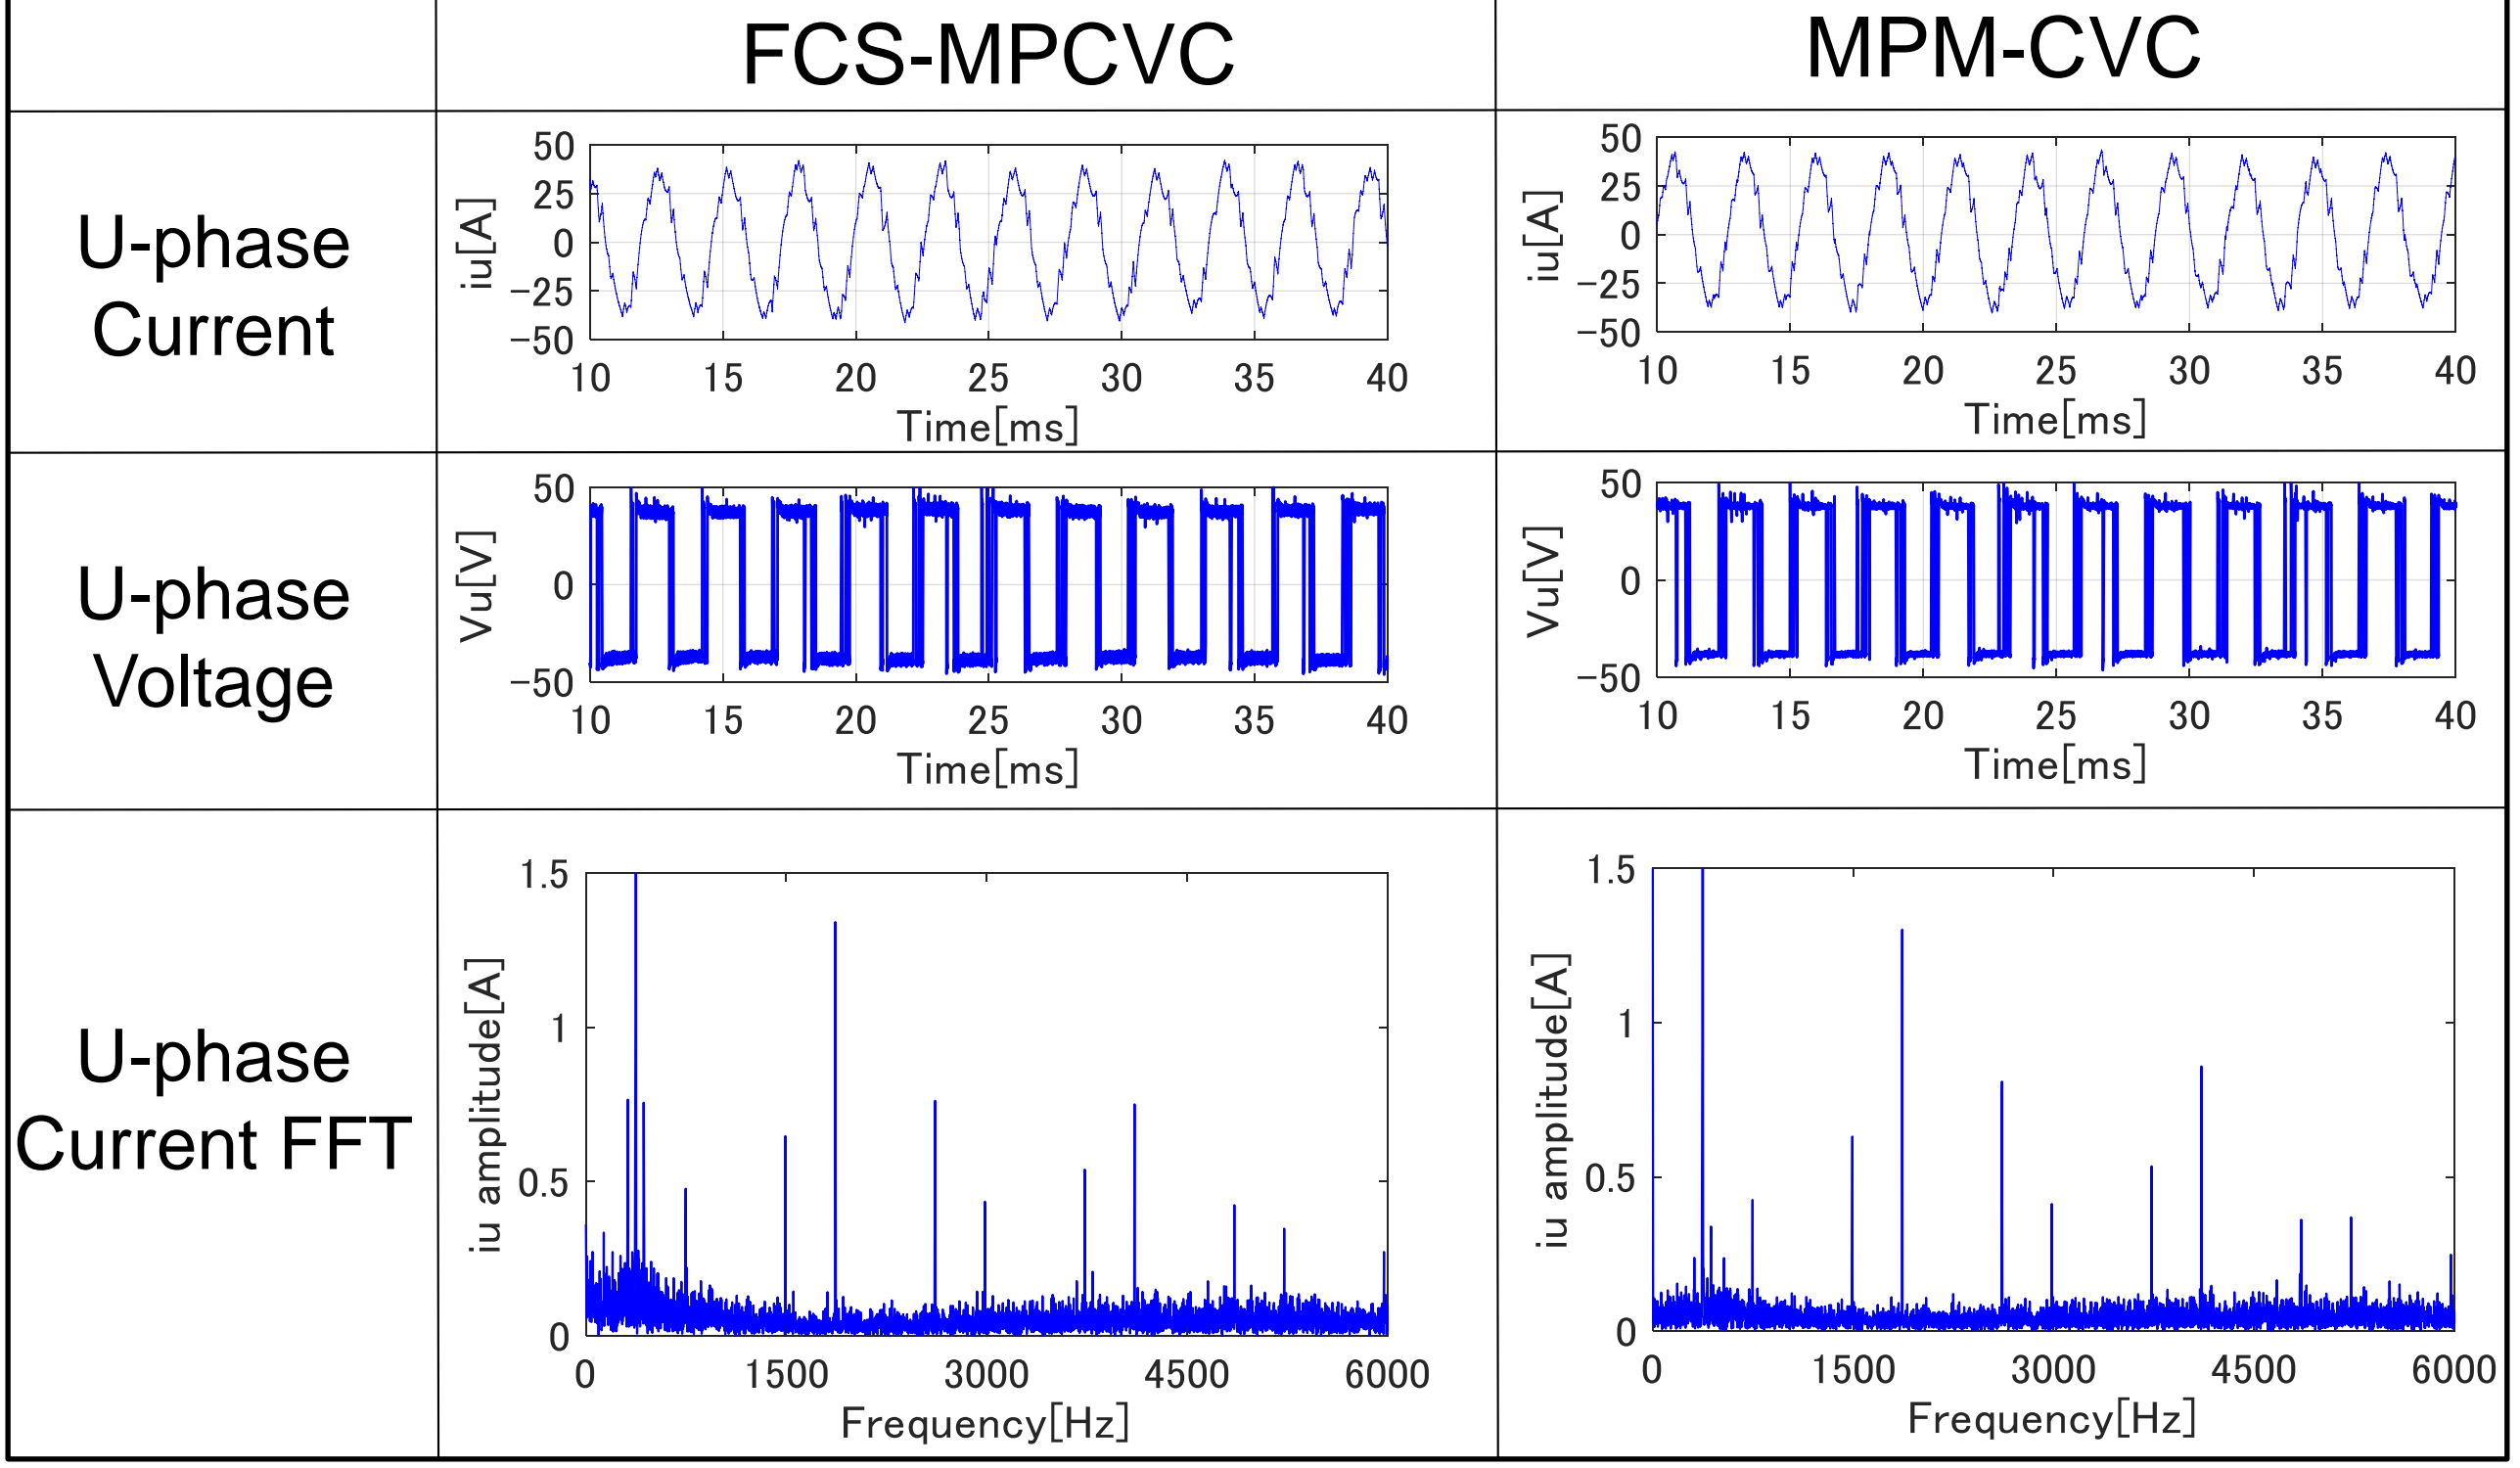 FCS-MPCVC
MPM-CVC
U-phase
Current
50
25
0
−25
−50
iu[A]
10 15 20 25 30 35 40
Time[ms]
50
25
0
−25
−50
iu[A]
10 15 20 25 30 35 40
Time[ms]
U-phase
Voltage
50
0
−50
Vu[V]
10 15 20 25 30 35 40
Time[ms]
50
0
−50
Vu[V]
10 15 20 25 30 35 40
Time[ms]
U-phase
Current FFT
1.5
1
0.5
0
iu amplitude[A]
0 1500 3000 4500 6000
Frequency[Hz]
1.5
1
0.5
0
iu amplitude[A]
0 1500 3000 4500 6000
Frequency[Hz]